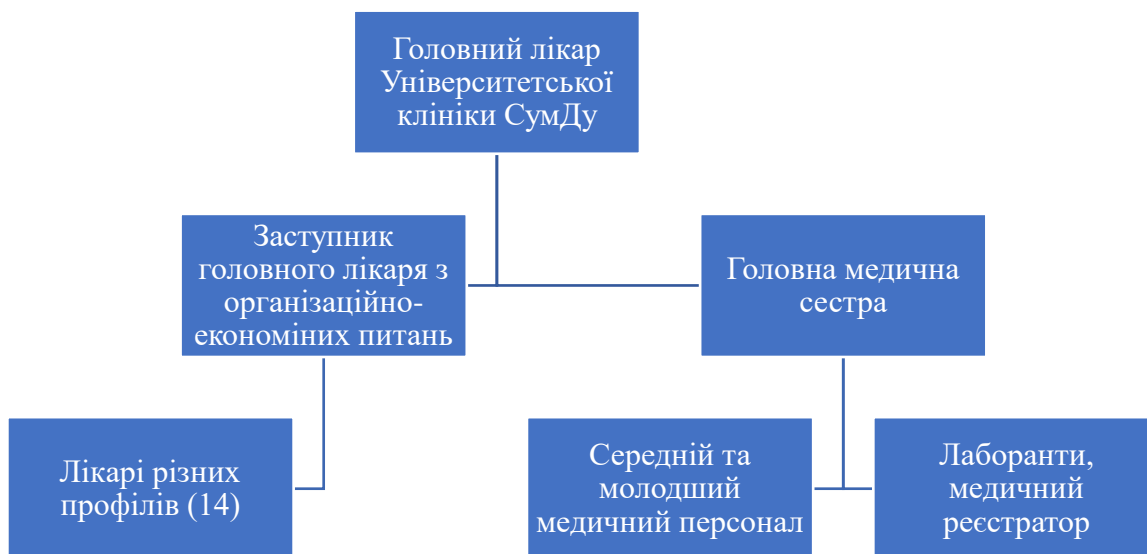 Головний лікар
Університетської
клініки СумДу
Заступник
головного лікаря з
організаційно-
економіних питань
Головна медична
сестра
Лікарі різних
профілів (14)
Середній та
молодший
медичний персонал
Лаборанти,
медичний
реєстратор